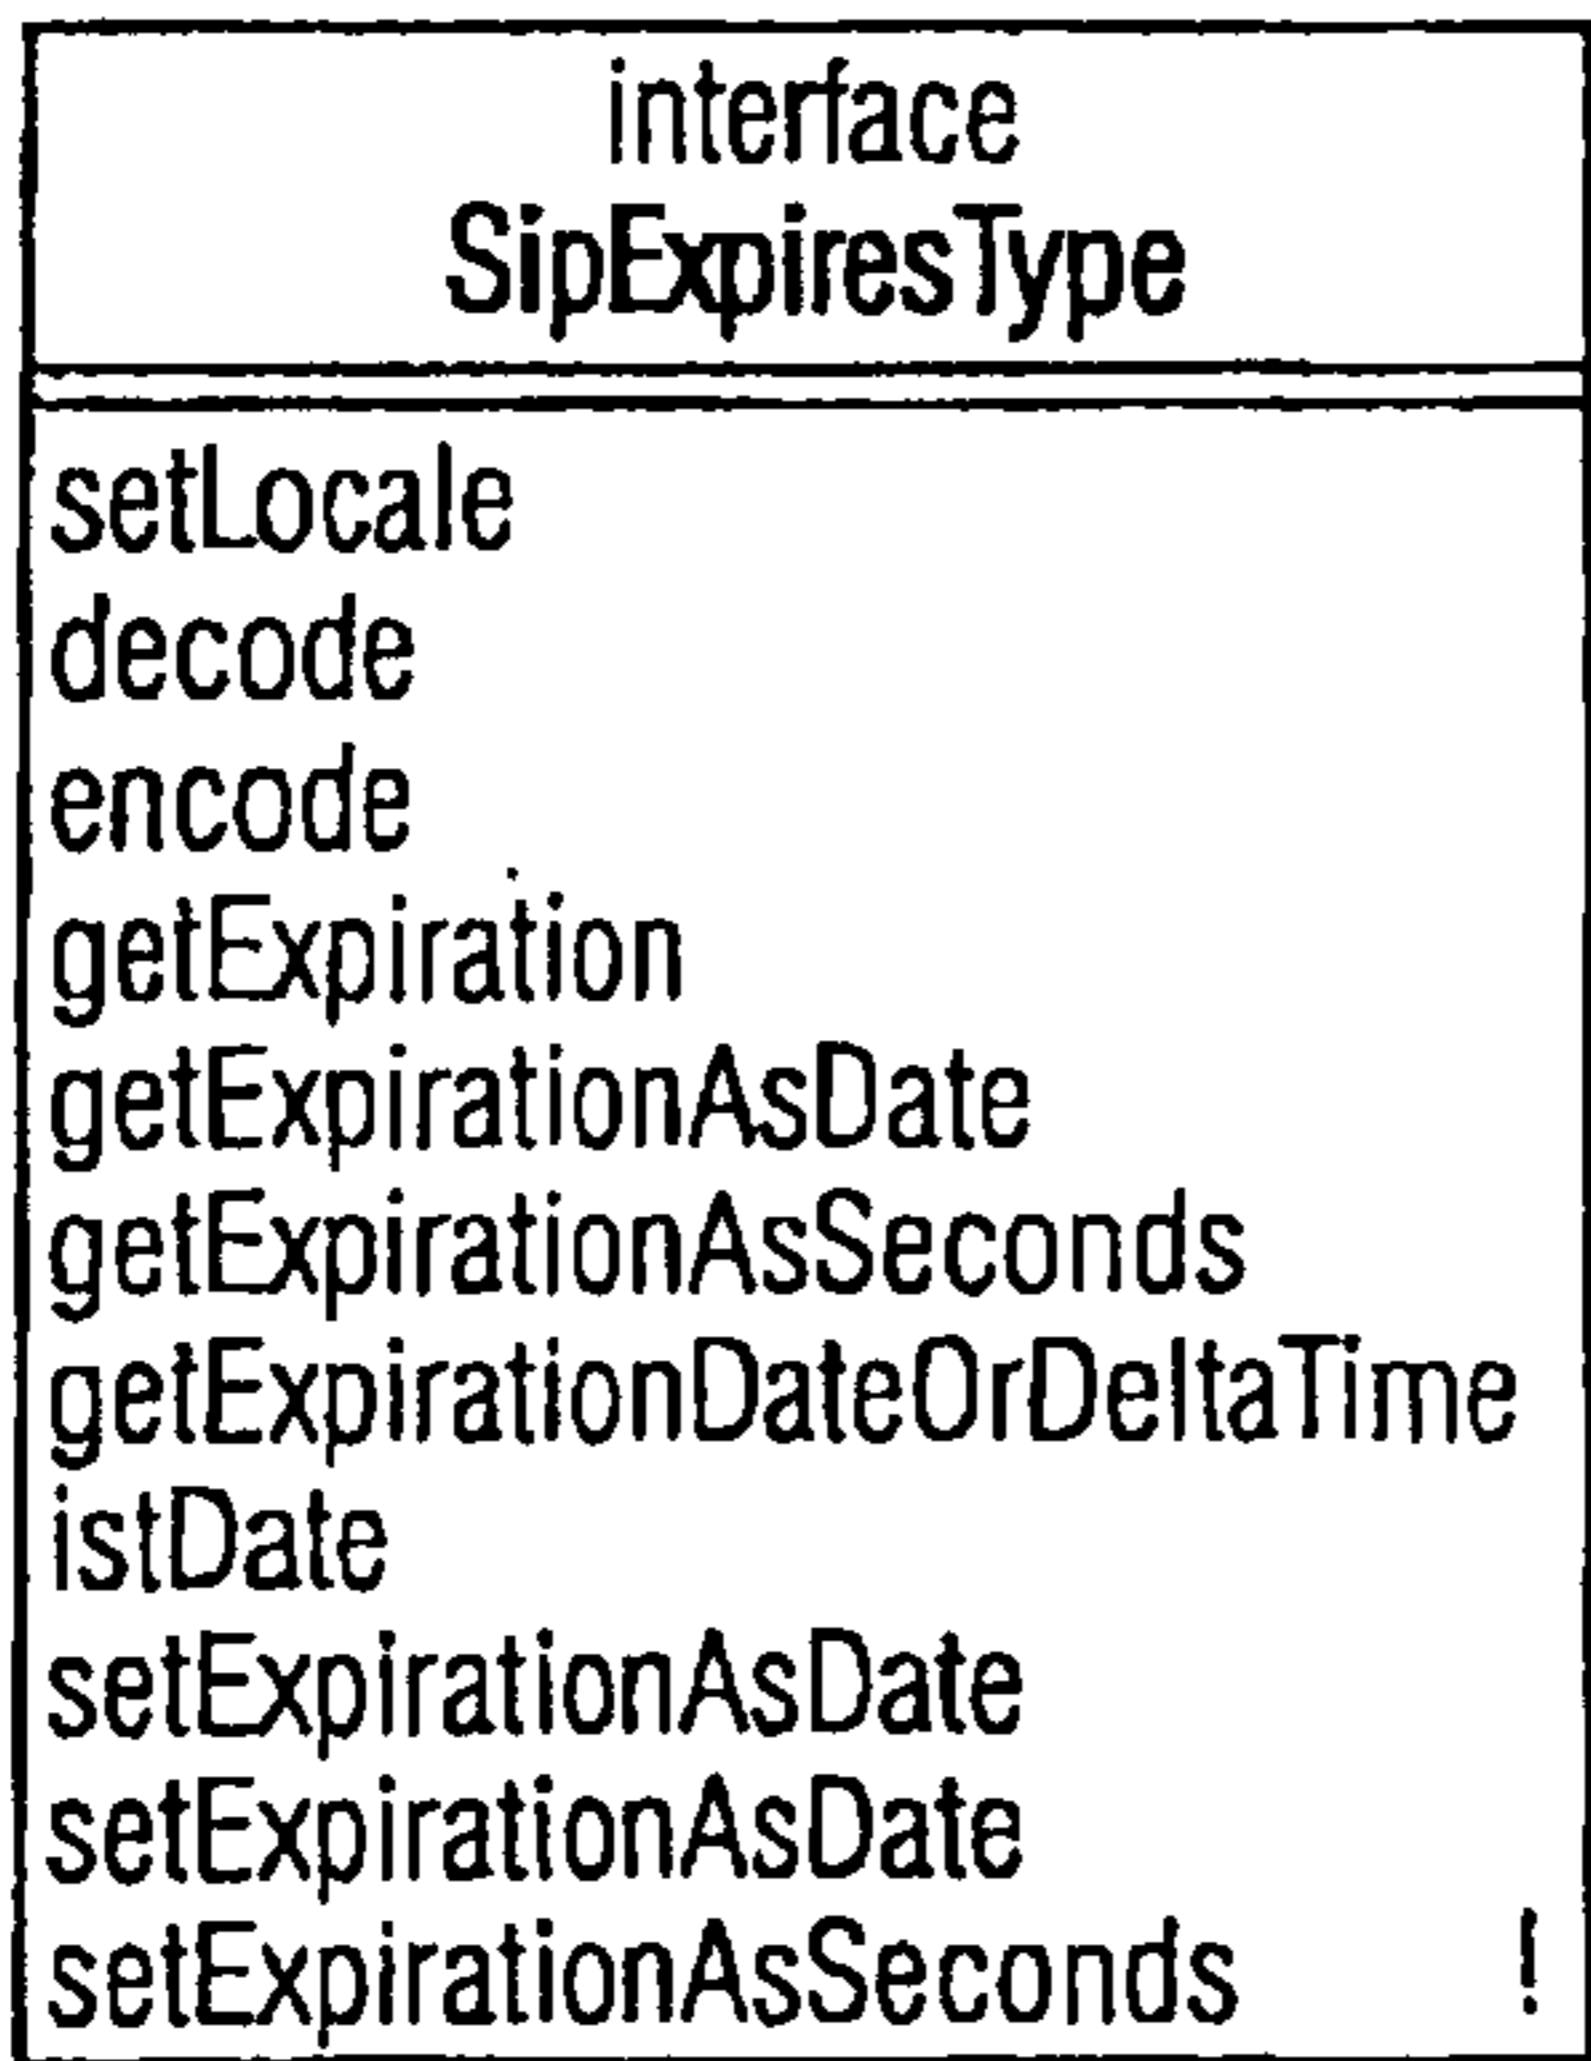 interface
SipExpiresType
setLocale
decode
encode
getExpiration
getExpirationAsDate
getExpirationAsSeconds
getExpirationDateOrDeltaTime
istDate
setExpirationAsDate
setExpirationAsDate
setExpirationAsSeconds !